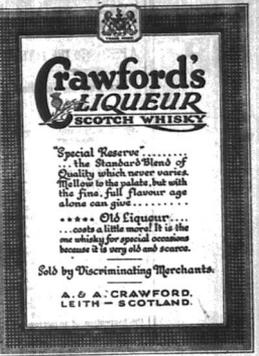 Crawford's
LIQUEUR
SCOTCH WHISKY
"Special Reserve"........
... the Standard Blend of
Quality which never varies.
Mellow to the palate, but with
the fine, full flavour age
alone can give.........
..... Old Liqueur....
...costs a little more! It is the
one whisky for special occasions
because it is very old and scarce.
Sold by Discriminating Merchants.
A. & A. CRAWFORD,
LEITH — SCOTLAND.